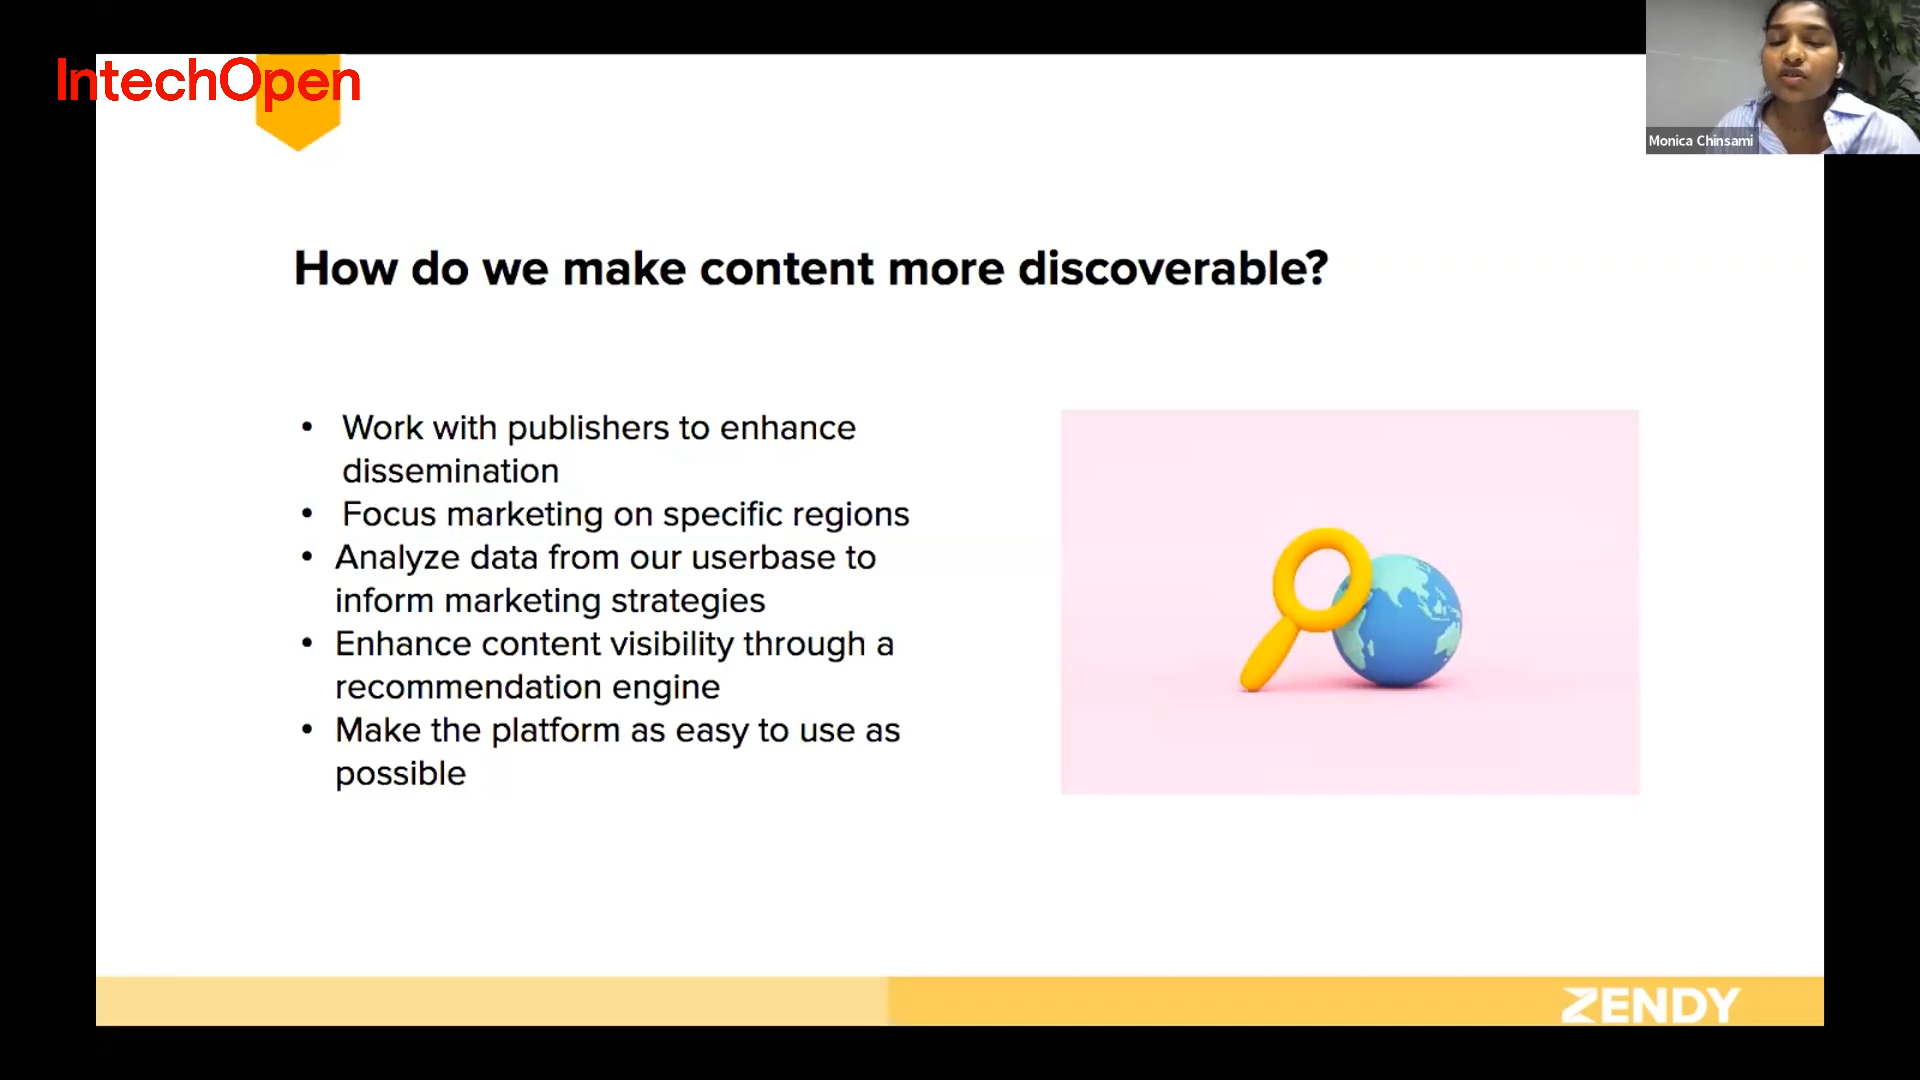 IntechOpen
Monica Chinsami
How do we make content more discoverable?
• Work with publishers to enhance
dissemination
• Focus marketing on specific regions
• Analyze data from our userbase to
inform marketing strategies
• Enhance content visibility through a
recommendation engine
• Make the platform as easy to use as
possible
ZENDY